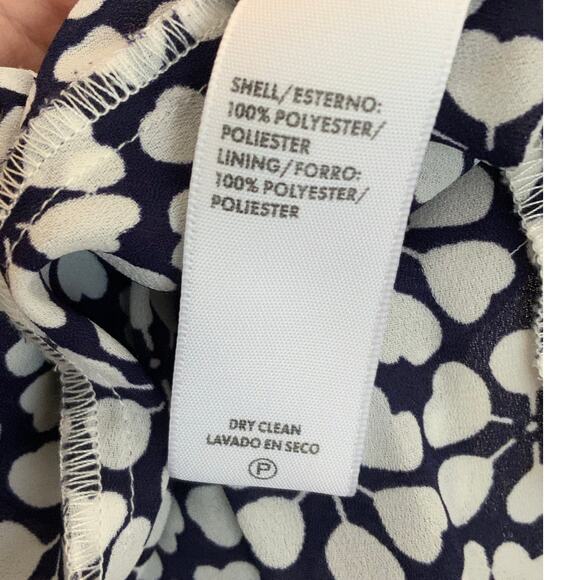 SHELL/ESTERNO:
100% POLYESTER/
POLIESTER
LINING/FORRO:
100% POLYESTER/
POLIESTER
DRY CLEAN
LAVADO EN SECO
P